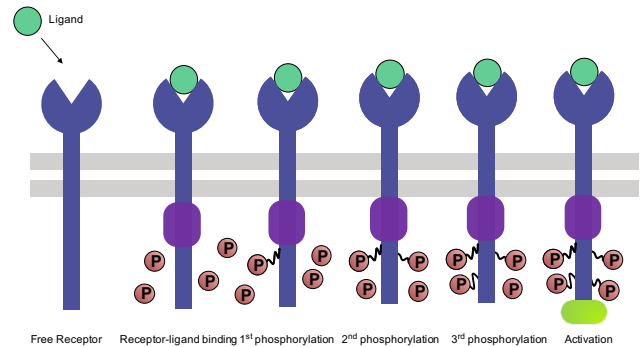 Ligand
P P P P P P P P P P P P P P P P P P P P
Free Receptor Receptor-ligand binding 1st phosphorylation 2nd phosphorylation 3rd phosphorylation Activation